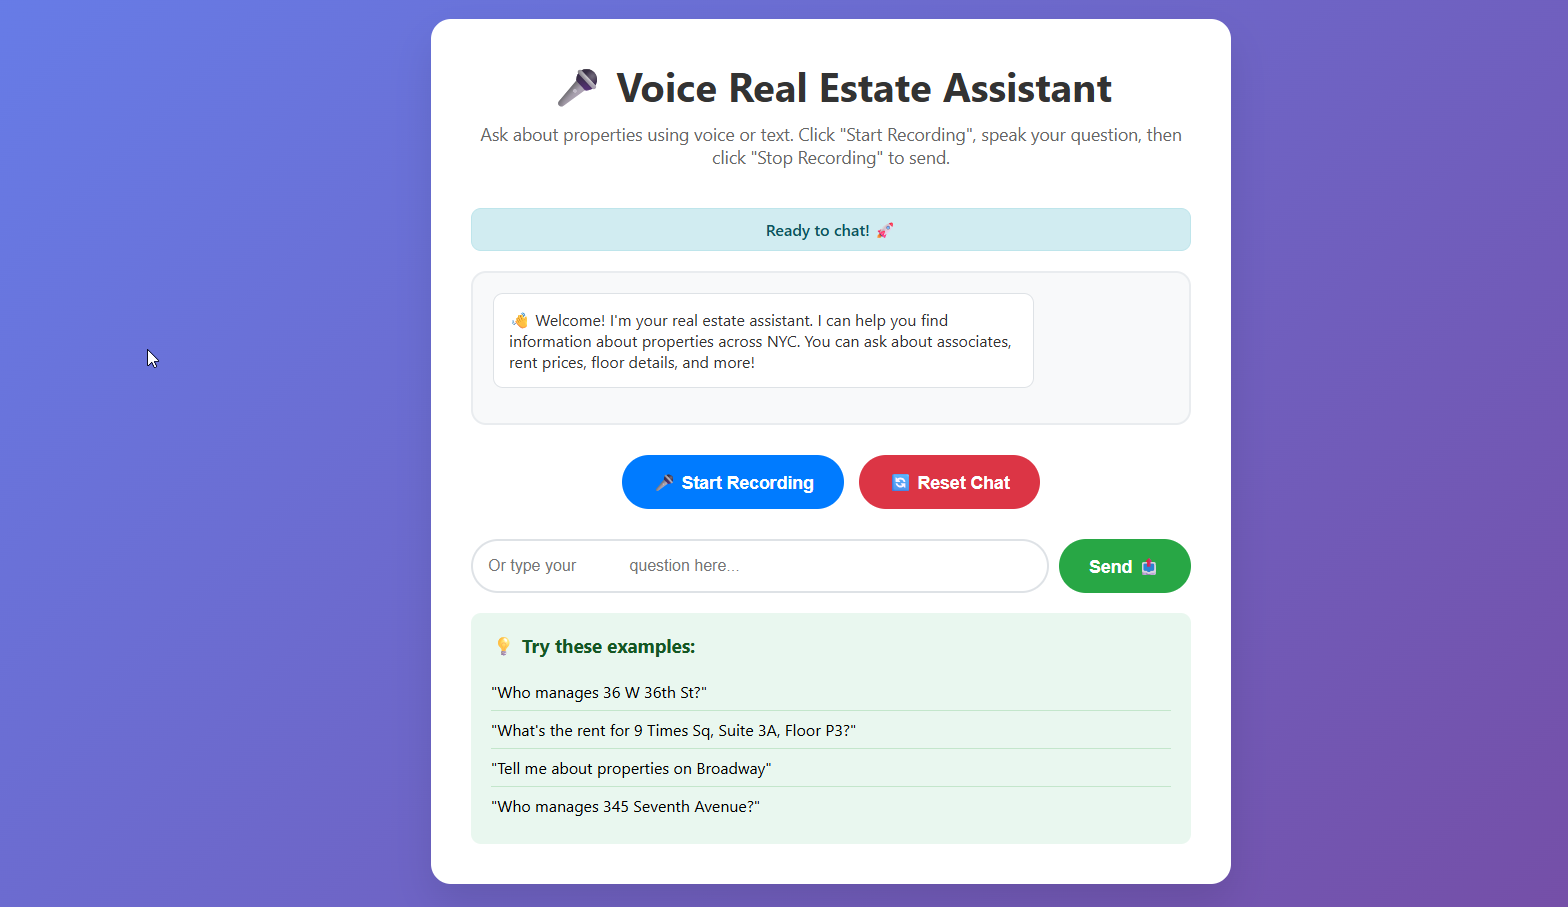 🎤 Voice Real Estate Assistant
Ask about properties using voice or text. Click "Start Recording", speak your question, then
click "Stop Recording" to send.
Ready to chat! 🚀
👋 Welcome! I'm your real estate assistant. I can help you find
information about properties across NYC. You can ask about associates,
rent prices, floor details, and more!
🎤 Start Recording
🔄 Reset Chat
Or type your question here...
Send 📤
💡 Try these examples:
"Who manages 36 W 36th St?"
"What's the rent for 9 Times Sq, Suite 3A, Floor P3?"
"Tell me about properties on Broadway"
"Who manages 345 Seventh Avenue?"